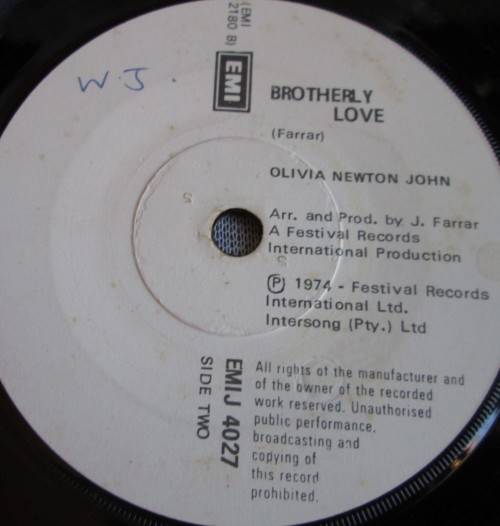 (EMI
2180 B)
W.J.
EMI
BROTHERLY
LOVE
(Farrar)
OLIVIA NEWTON JOHN
Arr. and Prod. by J. Farrar
A Festival Records
International Production
Ⓟ 1974 - Festival Records
International Ltd.
Intersong (Pty.) Ltd
EMIJ 4027
SIDE TWO
All rights of the manufacturer and
of the owner of the recorded
work reserved. Unauthorised
public performance,
broadcasting and
copying of
this record
prohibited.